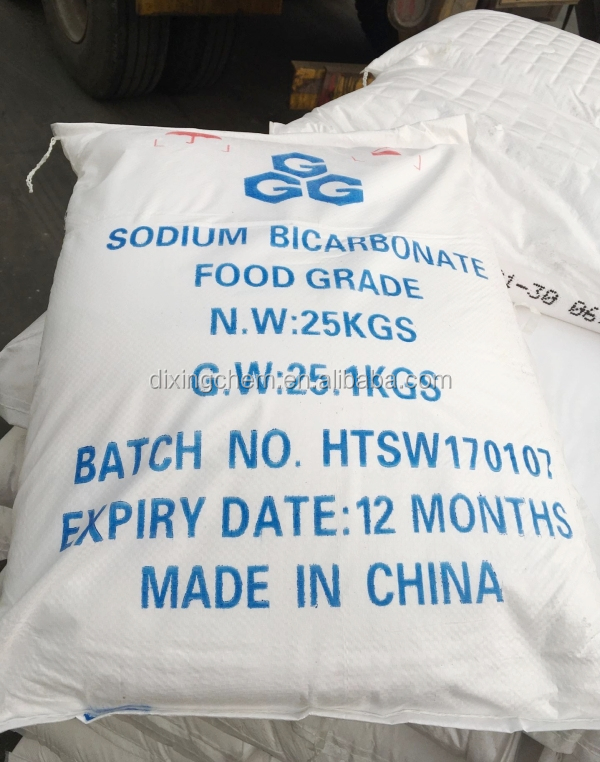 G
G G
SODIUM BICARBONATE
FOOD GRADE
N.W:25KGS
G.W:25.1KGS
dixingchem.en.alibaba.com
BATCH NO. HTSW170107
EXPIRY DATE:12 MONTHS
MADE IN CHINA